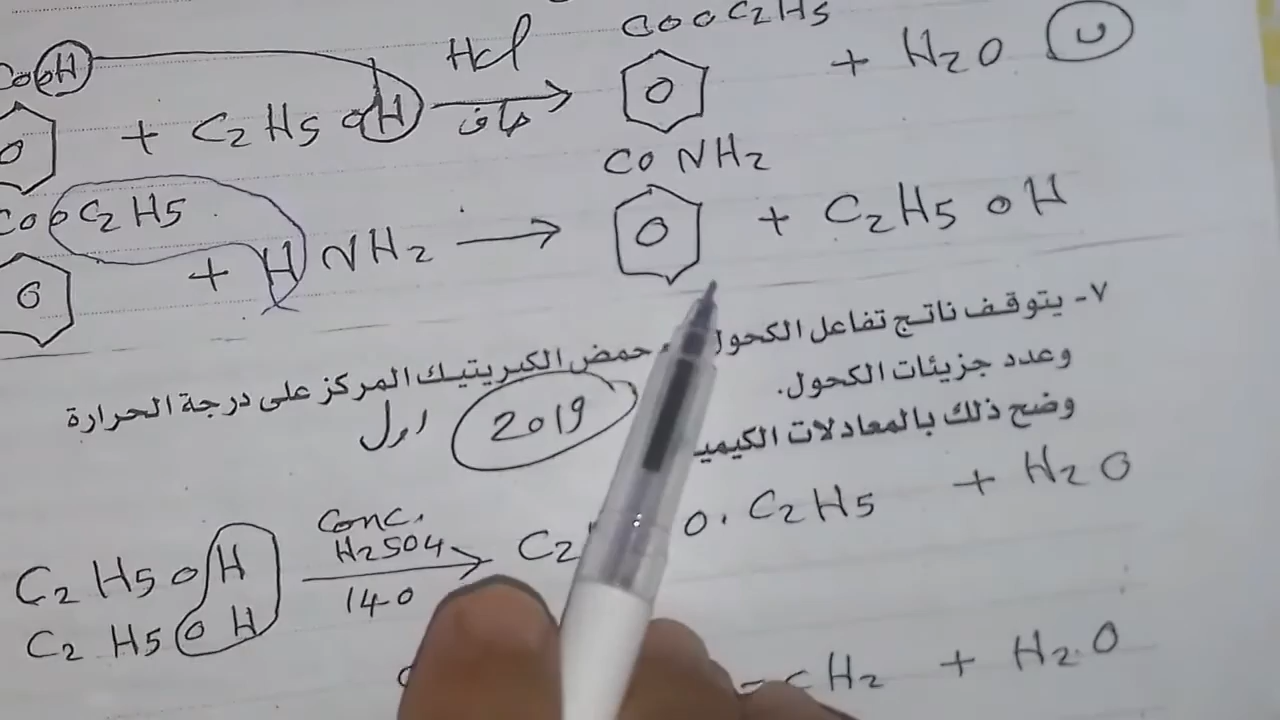 COOC2H5
COOH + C2H5OH HCl جاف → + H2O ب
CONH2
COOC2H5 + HNH2 → + C2H5OH
٧- يتوقف ناتج تفاعل الكحول حمض الكبريتيك المركز على درجة الحرارة
وعدد جزيئات الكحول.
وضح ذلك بالمعادلات 2019 اول
C2H5OH conc. H2SO4 → 140 C2 O. C2H5 + H2O
C2H5OH
CH2 + H2O